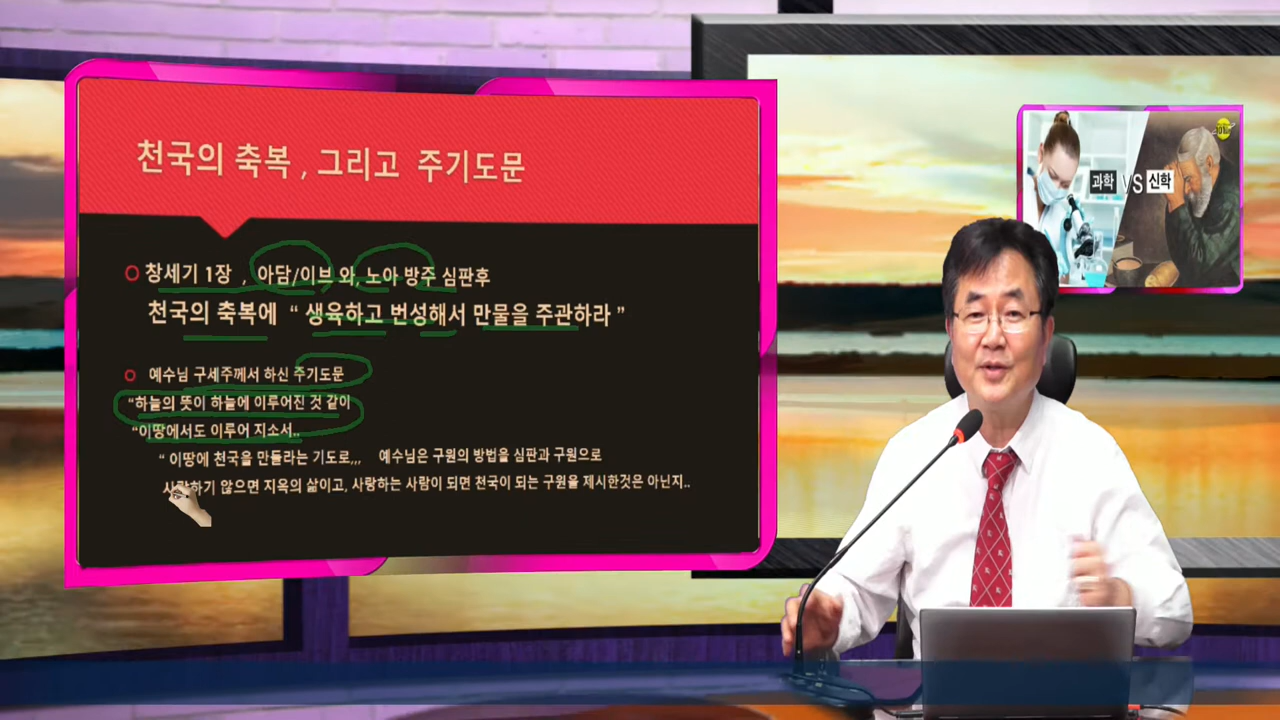 천국의 축복 , 그리고 주기도문
창세기 1장 , 아담/이브 와, 노아 방주 심판후
천국의 축복에 “ 생육하고 번성해서 만물을 주관하라 ”
예수님 구세주께서 하신 주기도문
“하늘의 뜻이 하늘에 이루어진 것 같이
“이땅에서도 이루어 지소서..
“ 이땅에 천국을 만들라는 기도로,,, 예수님은 구원의 방법을 심판과 구원으로
사랑하기 않으면 지옥의 삶이고, 사랑하는 사람이 되면 천국이 되는 구원을 제시한것은 아닌지..
과학 VS 신학